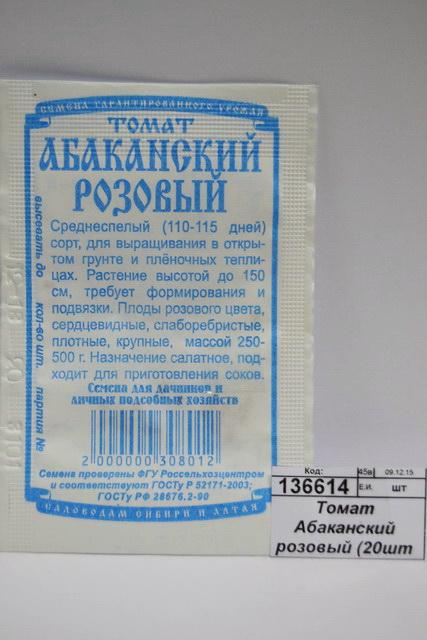 СЕМЕНА ГАРАНТИРОВАННОГО УРОЖАЯ
ТОМАТ
АБАКАНСКИЙ
РОЗОВЫЙ
Среднеспелый (110-115 дней)
сорт, для выращивания в откры-
том грунте и плёночных тепли-
цах. Растение высотой до 150
см, требует формирования и
подвязки. Плоды розового цвета,
сердцевидные, слаборебристые,
плотные, крупные, массой 250-
500 г. Назначение салатное, под-
ходит для приготовления соков.
Семена для дачников и
личных подсобных хозяйств
2 000000 308012
Семена проверены ФГУ Россельхозцентром
и соответствуют ГОСТу Р 52171-2003;
ГОСТу РФ 28676.2-90
САДОВОДАМ СИБИРИ И АЛТАЯ
высевать до
кол-во шт.
партия №
Код:
45в
09.12.15
136614
Е.И.
шт
Томат
Абаканский
розовый (20шт